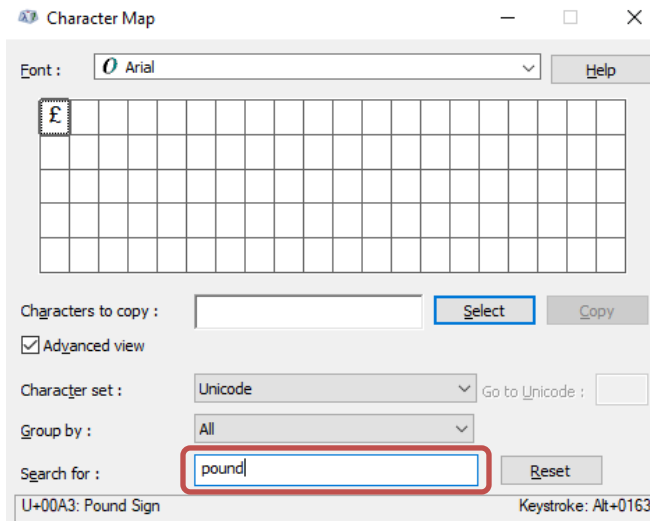 Character Map
Font : O Arial Help
£
Characters to copy : Select Copy
Advanced view
Character set : Unicode Go to Unicode :
Group by : All
Search for : pound Reset
U+00A3: Pound Sign Keystroke: Alt+0163